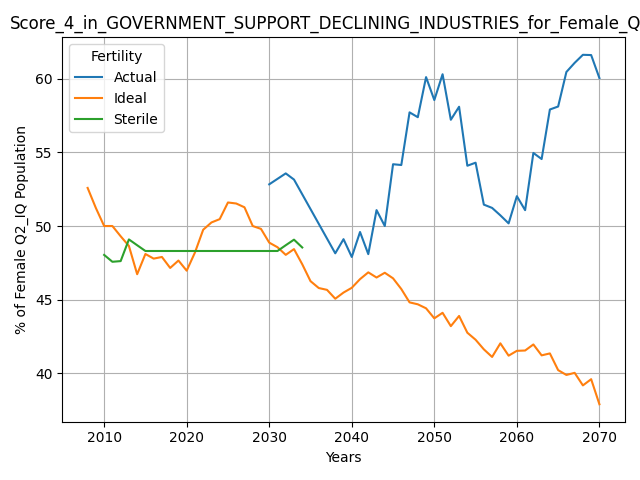 Score_4_in_GOVERNMENT_SUPPORT_DECLINING_INDUSTRIES_for_Female_Q
Fertility
Actual
Ideal
Sterile
% of Female Q2_IQ Population
60
55
50
45
40
2010 2020 2030 2040 2050 2060 2070
Years